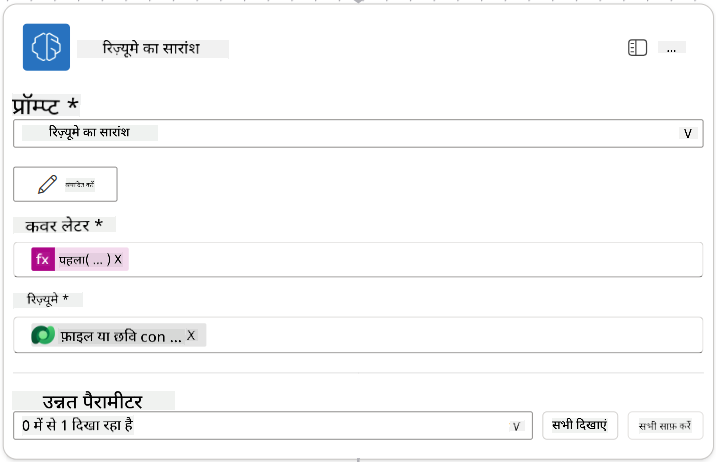 रिज़्यूमे का सारांश
...
प्रॉम्प्ट *
रिज़्यूमे का सारांश
संपादित करें
कवर लेटर *
fx पहला( ... ) X
रिज़्यूमे *
फ़ाइल या छवि con ... X
उन्नत पैरामीटर
0 में से 1 दिखा रहा है
सभी दिखाएं
सभी साफ़ करें